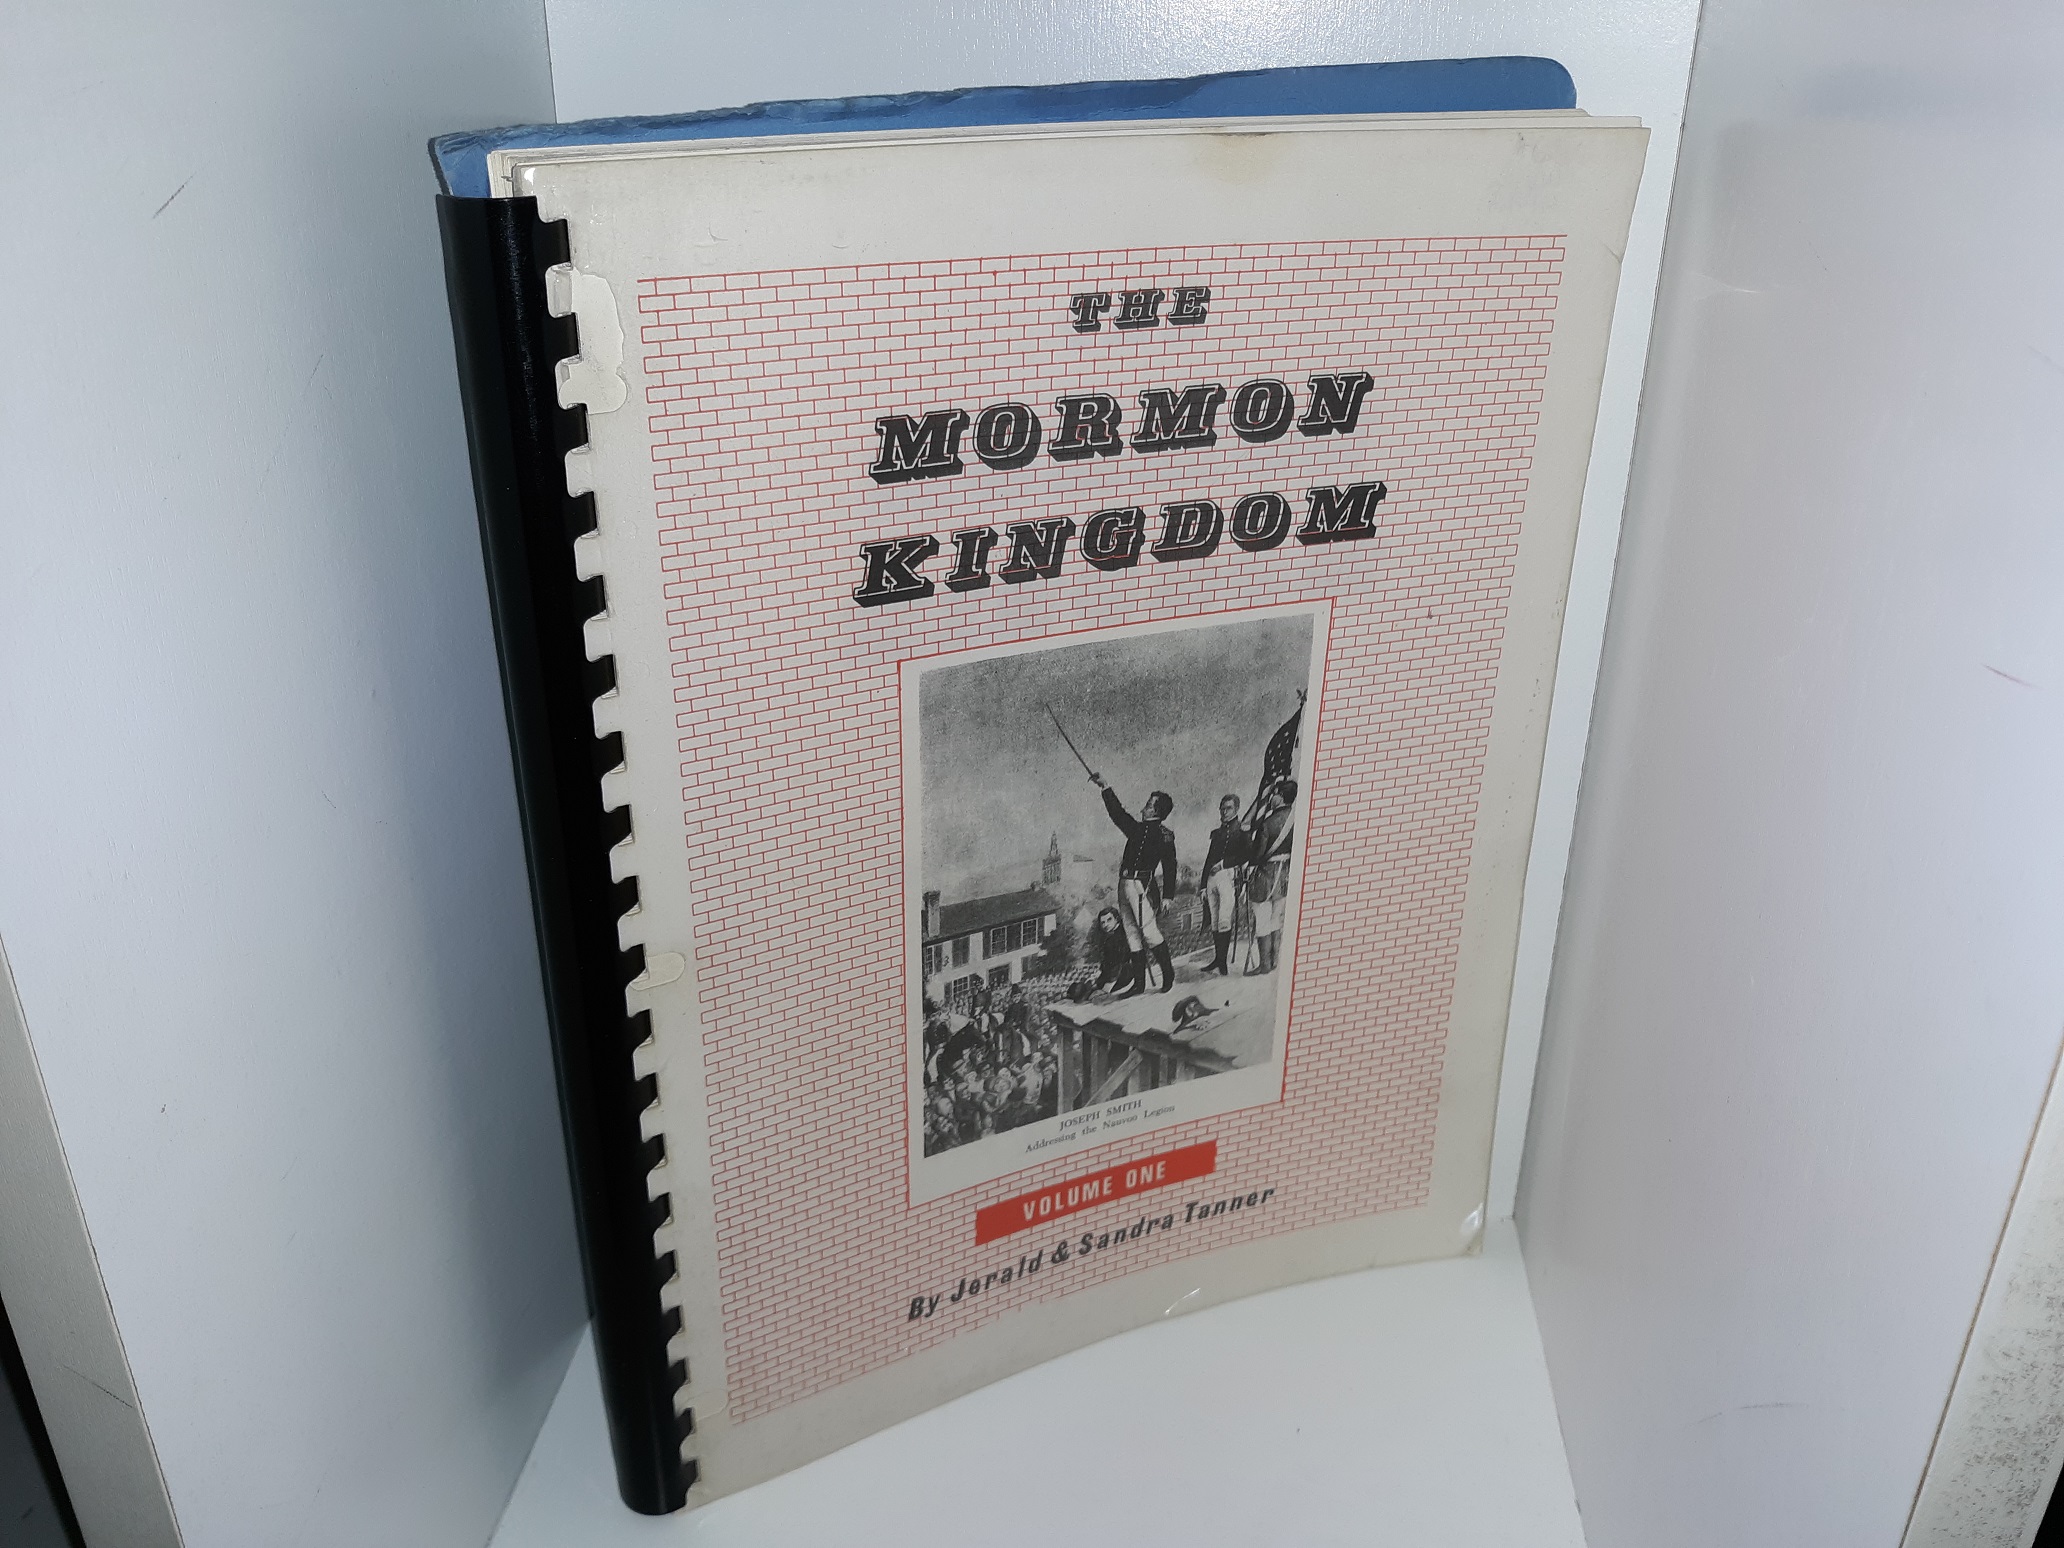 THE
MORMON
KINGDOM
JOSEPH SMITH
Addressing the Nauvoo Legion
VOLUME ONE
By Jerald & Sandra Tanner